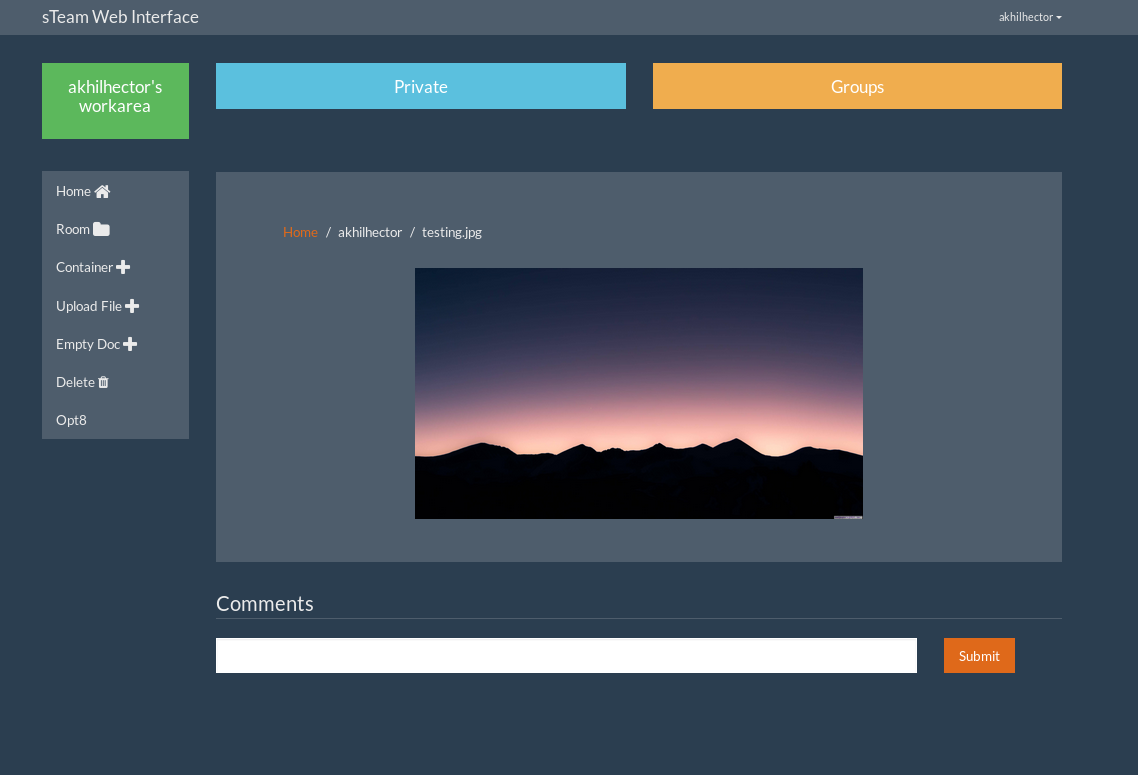 sTeam Web Interface
akhilhector
akhilhector's
workarea
Private
Groups
Home
Room
Container
Upload File
Empty Doc
Delete
Opt8
Home / akhilhector / testing.jpg
Comments
Submit